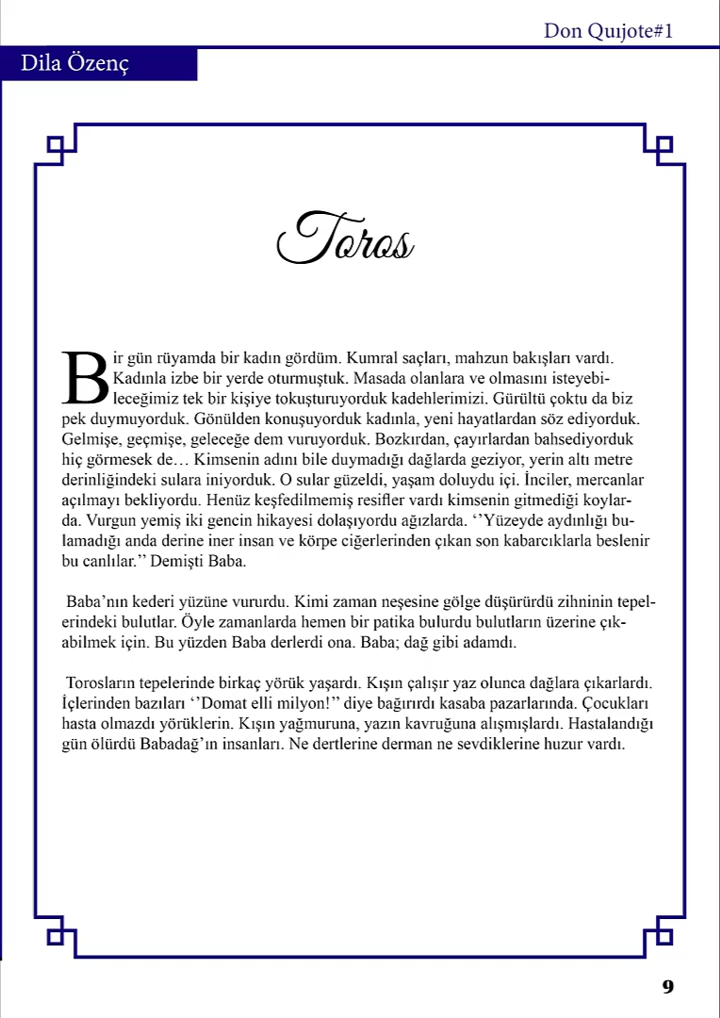 Don Quıjote#1
Dila Özenç
Toros
Bir gün rüyamda bir kadın gördüm. Kumral saçları, mahzun bakışları vardı.
Kadınla izbe bir yerde oturmuştuk. Masada olanlara ve olmasını isteyebi-
leceğimiz tek bir kişiye tokuşturuyorduk kadehlerimizi. Gürültü çoktu da biz
pek duymuyorduk. Gönülden konuşuyorduk kadınla, yeni hayatlardan söz ediyorduk.
Gelmişe, geçmişe, geleceğe dem vuruyorduk. Bozkırdan, çayırlardan bahsediyorduk
hiç görmesek de… Kimsenin adını bile duymadığı dağlarda geziyor, yerin altı metre
derinliğindeki sulara iniyorduk. O sular güzeldi, yaşam doluydu içi. İnciler, mercanlar
açılmayı bekliyordu. Henüz keşfedilmemiş resifler vardı kimsenin gitmediği koylar-
da. Vurgun yemiş iki gencin hikayesi dolaşıyordu ağızlarda. ‘’Yüzeyde aydınlığı bu-
lamadığı anda derine iner insan ve körpe ciğerlerinden çıkan son kabarcıklarla beslenir
bu canlılar.’’ Demişti Baba.
Baba’nın kederi yüzüne vururdu. Kimi zaman neşesine gölge düşürürdü zihninin tepel-
erindeki bulutlar. Öyle zamanlarda hemen bir patika bulurdu bulutların üzerine çık-
abilmek için. Bu yüzden Baba derlerdi ona. Baba; dağ gibi adamdı.
Torosların tepelerinde birkaç yörük yaşardı. Kışın çalışır yaz olunca dağlara çıkarlardı.
İçlerinden bazıları ‘’Domat elli milyon!’’ diye bağırırdı kasaba pazarlarında. Çocukları
hasta olmazdı yörüklerin. Kışın yağmuruna, yazın kavruğuna alışmışlardı. Hastalandığı
gün ölürdü Babadağ’ın insanları. Ne dertlerine derman ne sevdiklerine huzur vardı.
9